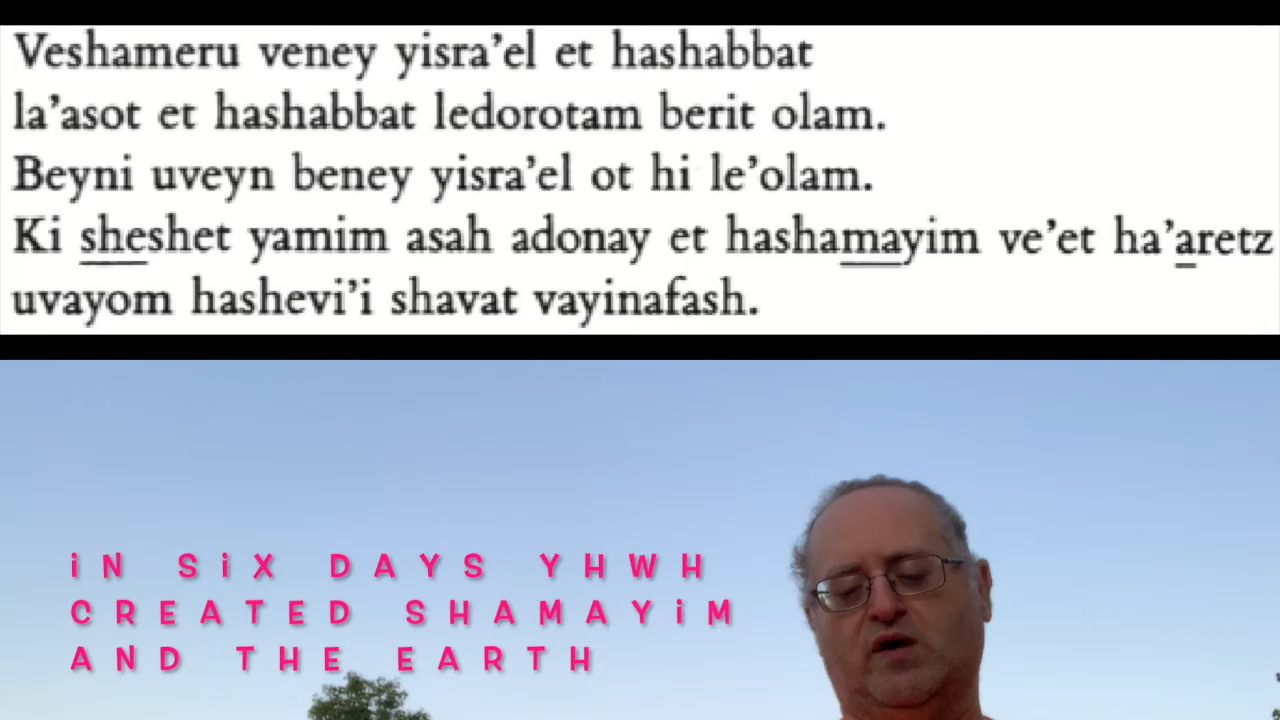 Veshameru veney yisra’el et hashabbat
la’asot et hashabbat ledorotam berit olam.
Beyni uveyn beney yisra’el ot hi le’olam.
Ki sheshet yamim asah adonay et hashamayim ve’et ha’aretz
uvayom hashevi’i shavat vayinafash.
iN SiX DAYS YHWH
CREATED SHAMAYiM
AND THE EARTH